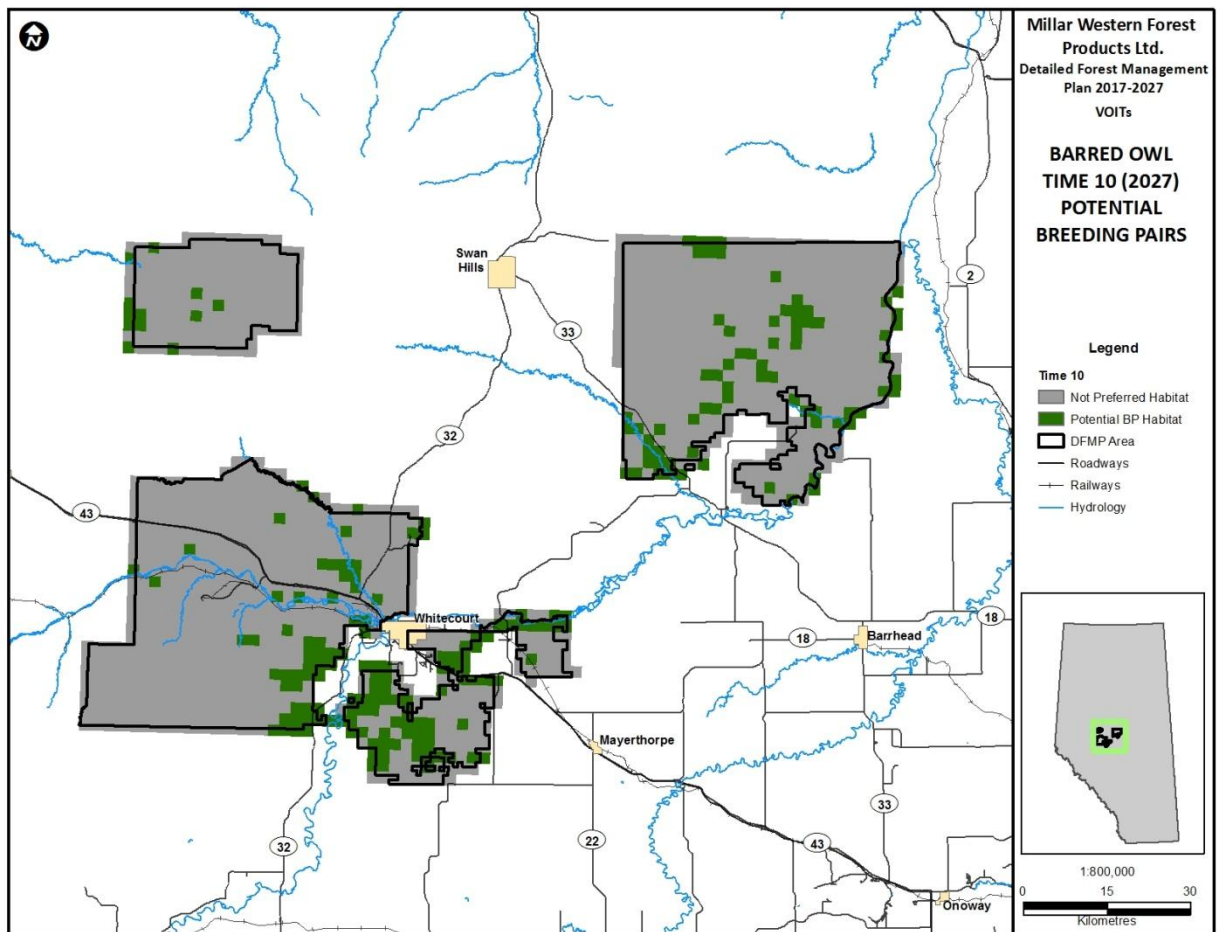 N
Swan
Hills
33
2
32
43
Whitecourt
43
18
Barrhead
18
Mayerthorpe
32
22
33
43
Onoway
Millar Western Forest
Products Ltd.
Detailed Forest Management
Plan 2017-2027
VOITs
BARRED OWL
TIME 10 (2027)
POTENTIAL
BREEDING PAIRS
Legend
Time 10
Not Preferred Habitat
Potential BP Habitat
DFMP Area
Roadways
Railways
Hydrology
1:800,000
0 15 30
Kilometres